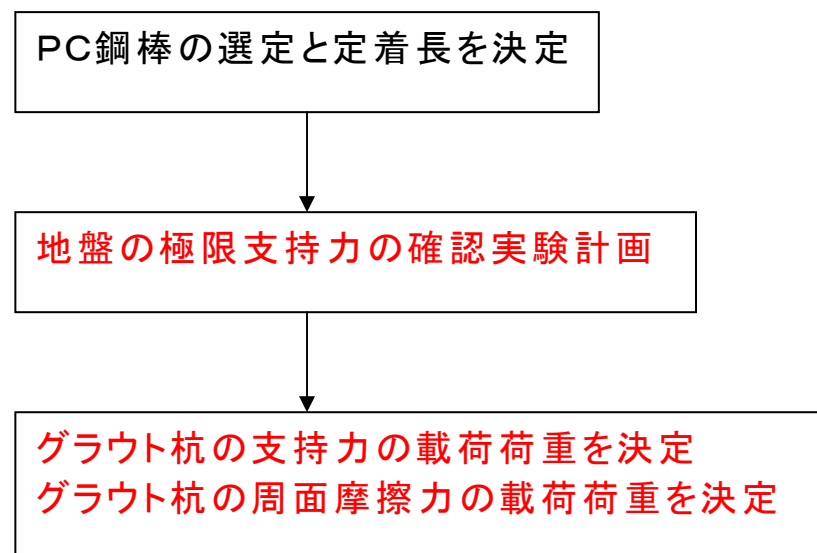 PC鋼棒の選定と定着長を決定
地盤の極限支持力の確認実験計画
グラウト杭の支持力の載荷荷重を決定
グラウト杭の周面摩擦力の載荷荷重を決定